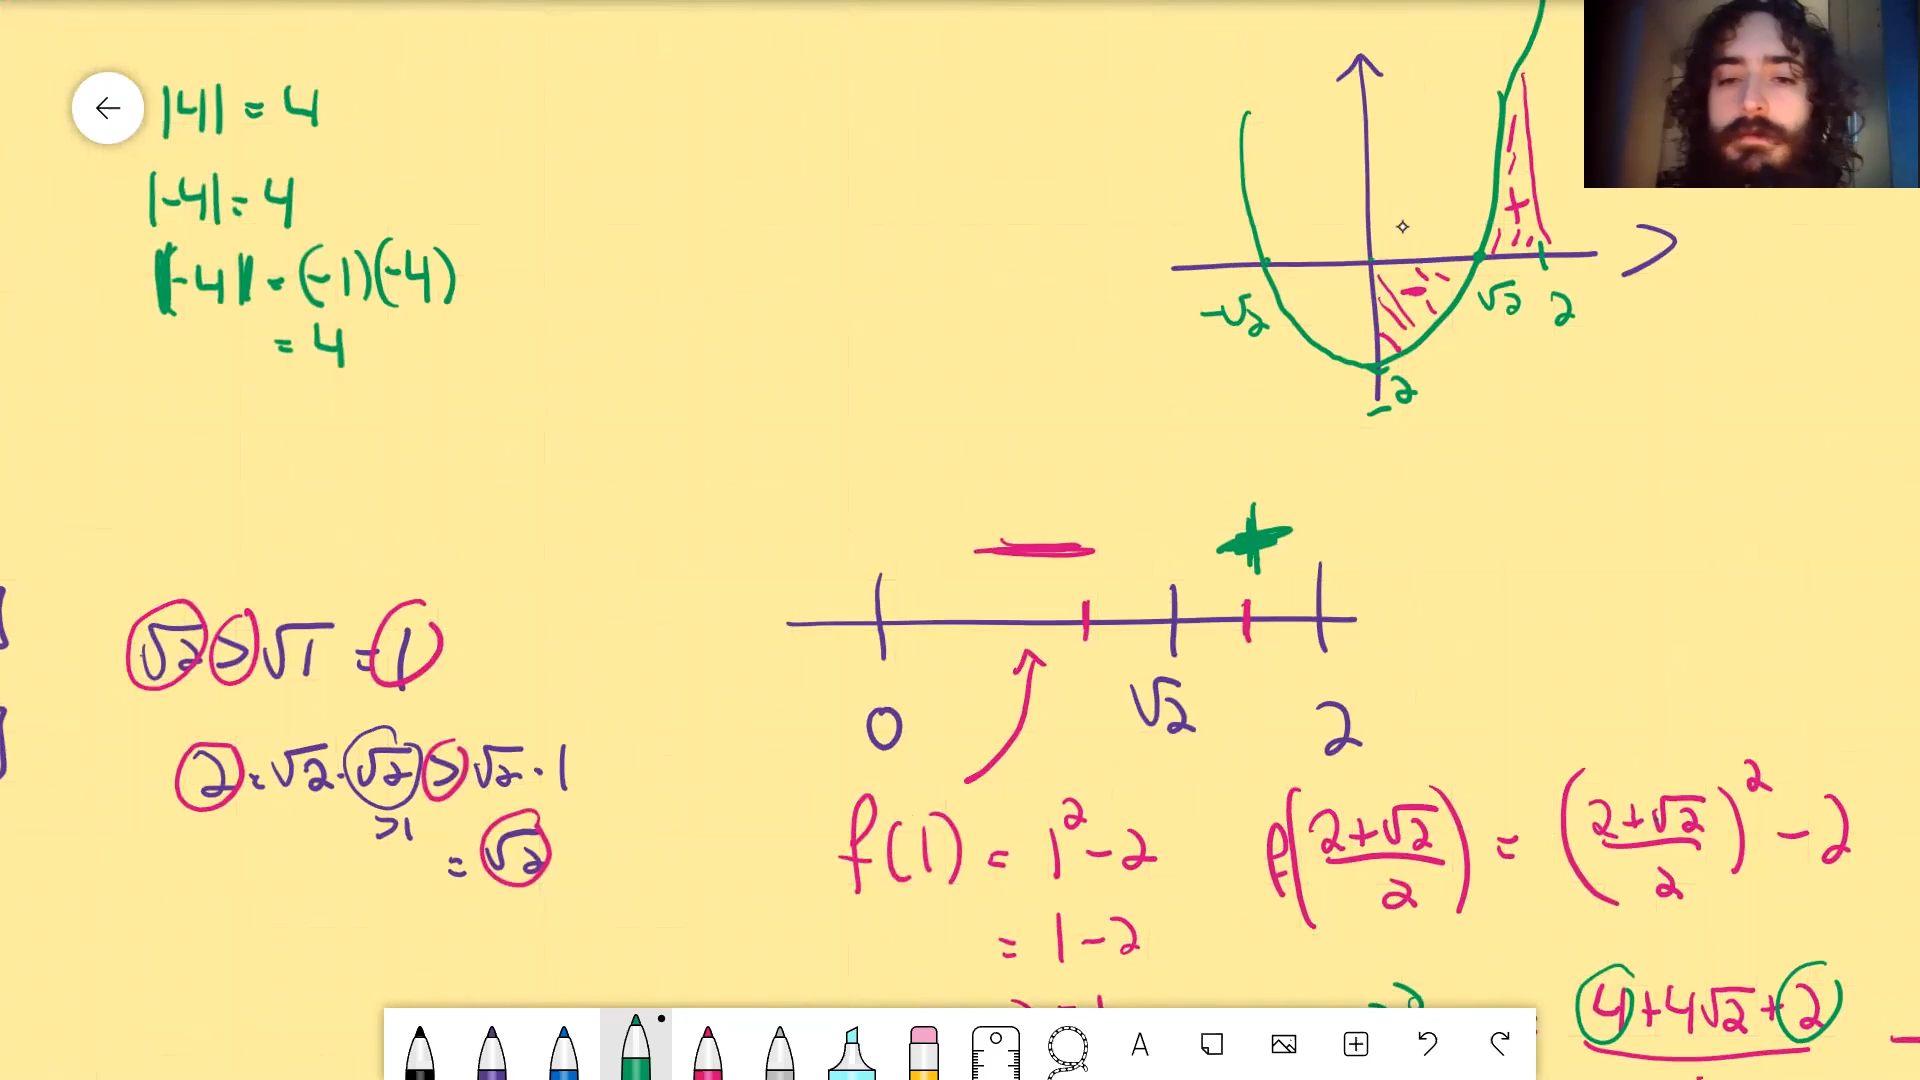 |4| = 4
|-4| = 4
|-4| = (-1)(-4)
= 4
-√2
√2
2
-2
+
-
−
+
0
√2
2
√2 > √1 = 1
2 = √2 · √2 > √2 · 1
>1
= √2
f(1) = 1² - 2
= 1 - 2
f((2+√2)/2) = ((2+√2)/2)² - 2
4 + 4√2 + 2
A